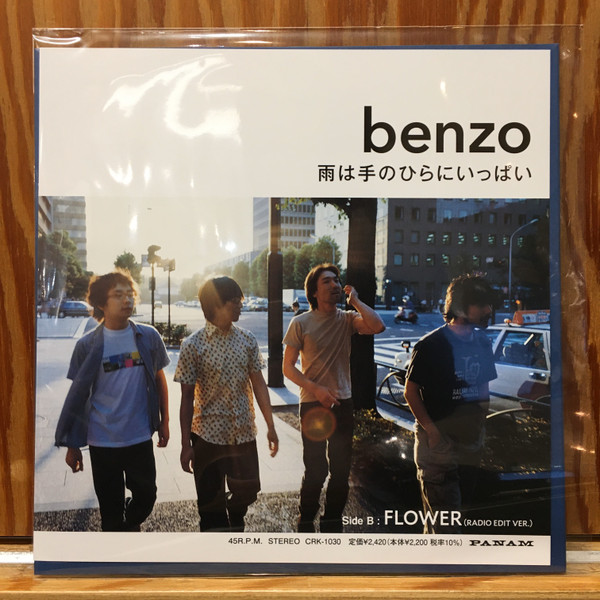 benzo
雨は手のひらにいっぱい
Side B : FLOWER (RADIO EDIT VER.)
45R.P.M. STEREO CRK-1030 定価¥2,420(本体¥2,200 税率10%) PANAM